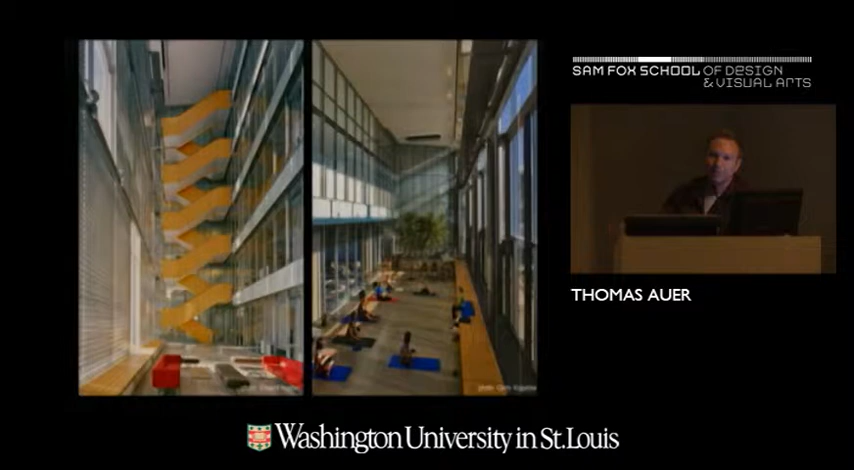 SAM FOX SCHOOL OF DESIGN
& VISUAL ARTS
THOMAS AUER
Washington University in St. Louis